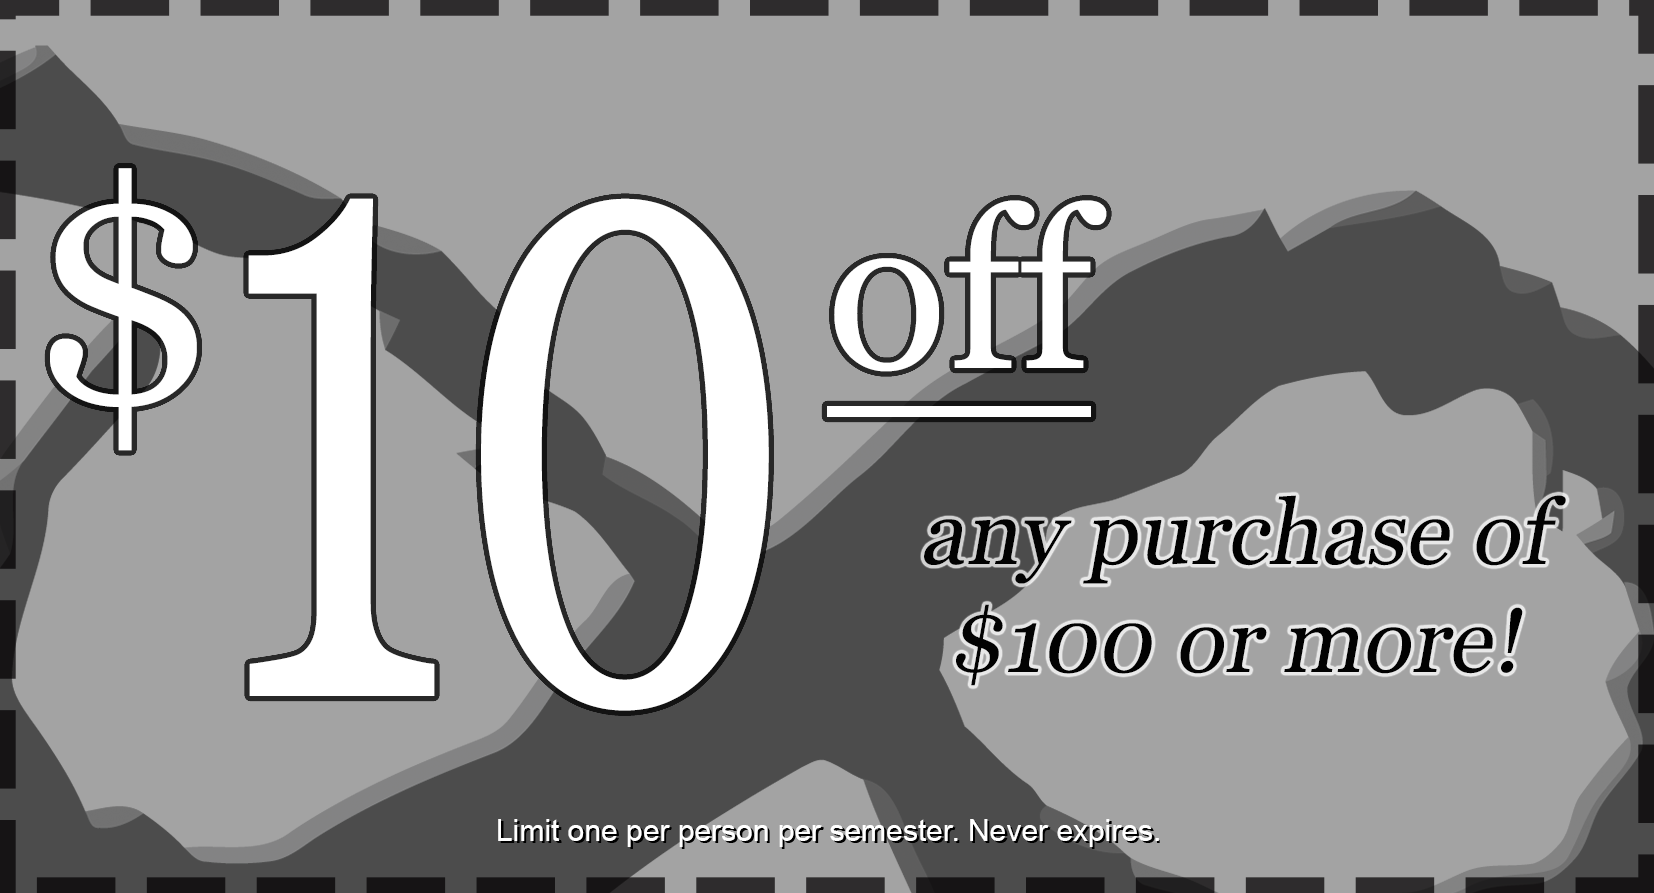 $10 off
any purchase of
$100 or more!
Limit one per person per semester. Never expires.